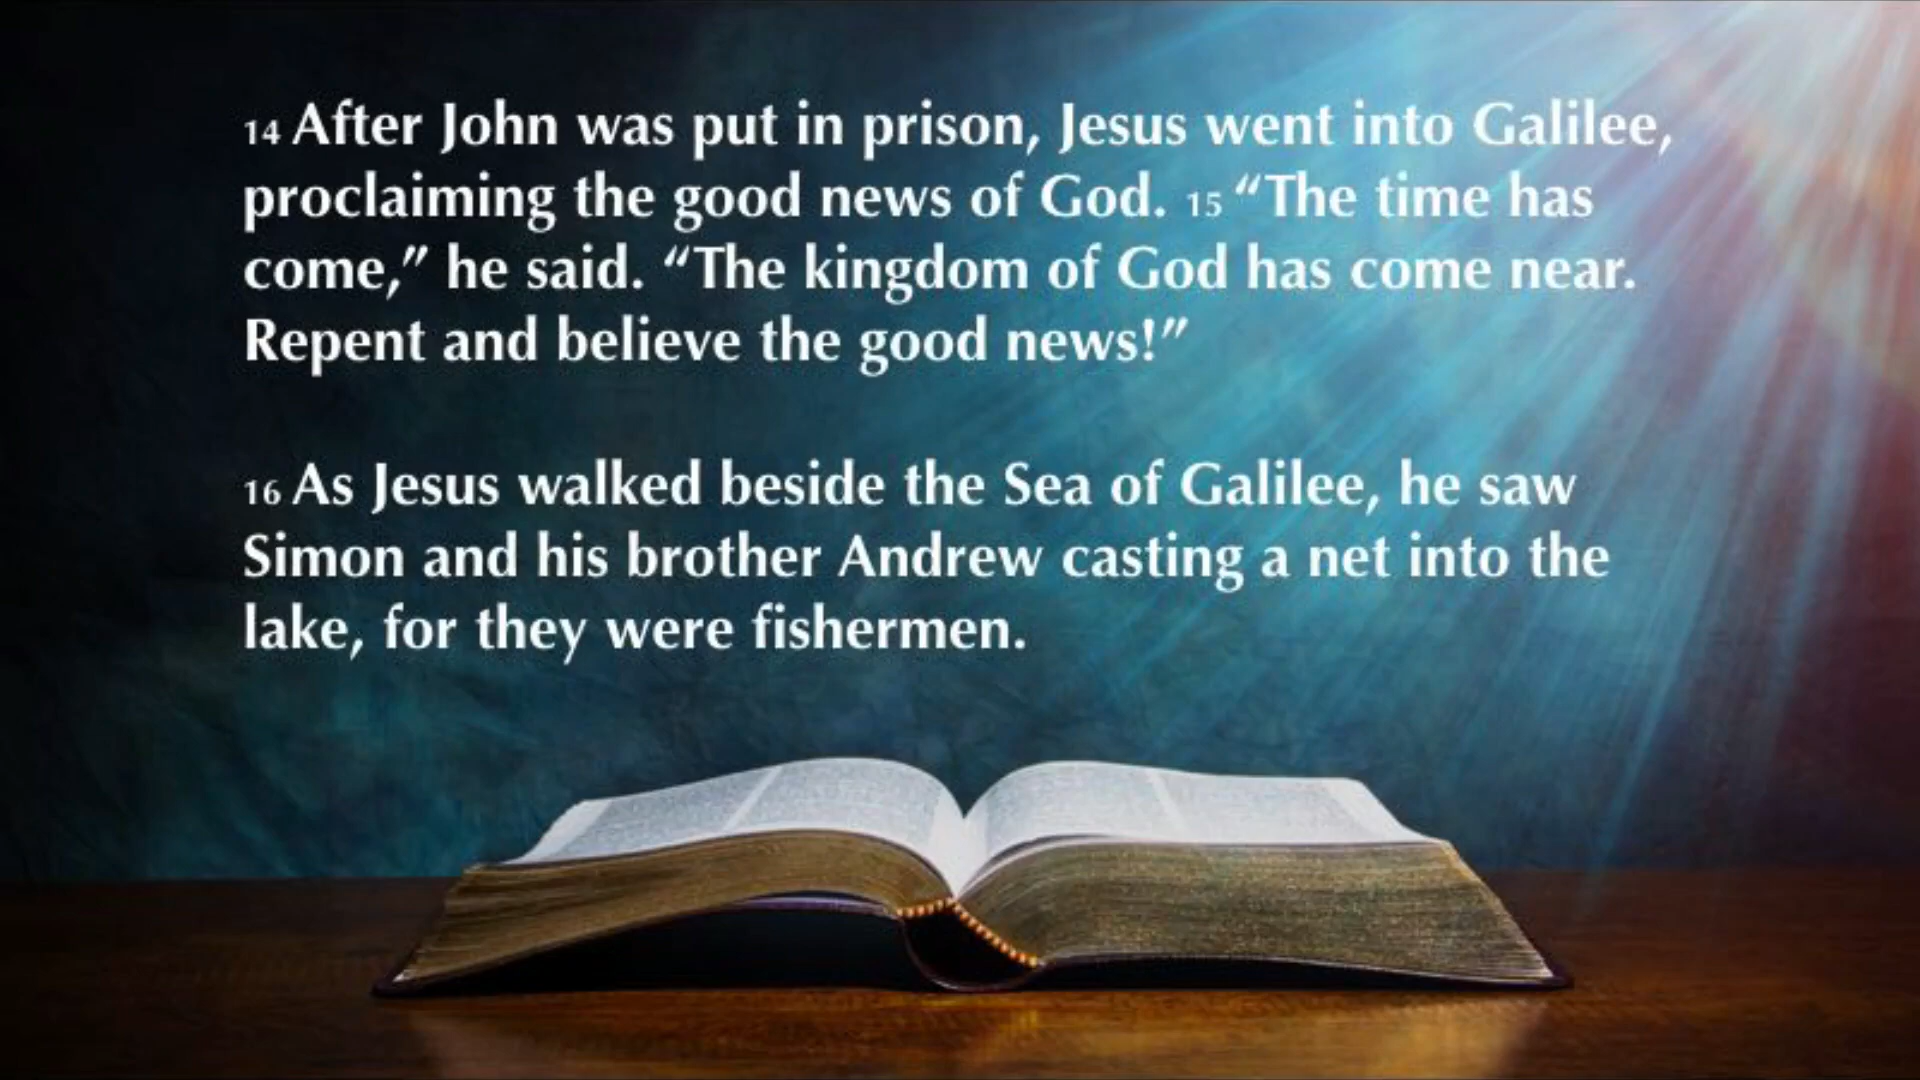 14 After John was put in prison, Jesus went into Galilee,
proclaiming the good news of God. 15 “The time has
come,” he said. “The kingdom of God has come near.
Repent and believe the good news!”
16 As Jesus walked beside the Sea of Galilee, he saw
Simon and his brother Andrew casting a net into the
lake, for they were fishermen.